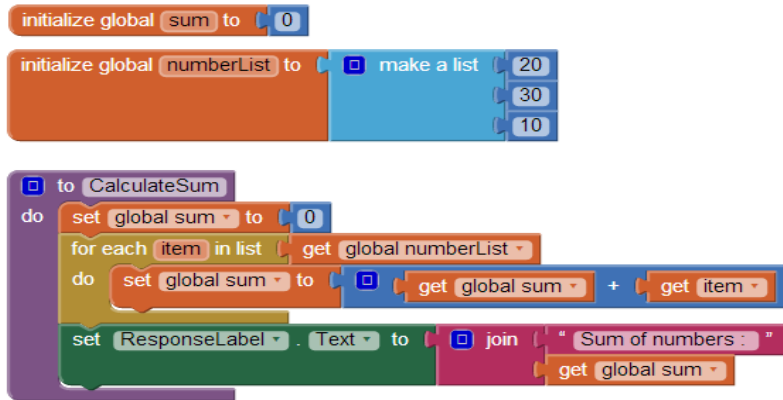 initialize global sum to 0
initialize global numberList to make a list 20
30
10
to CalculateSum
do set global sum to 0
for each item in list get global numberList
do set global sum to get global sum + get item
set ResponseLabel . Text to join " Sum of numbers : "
get global sum